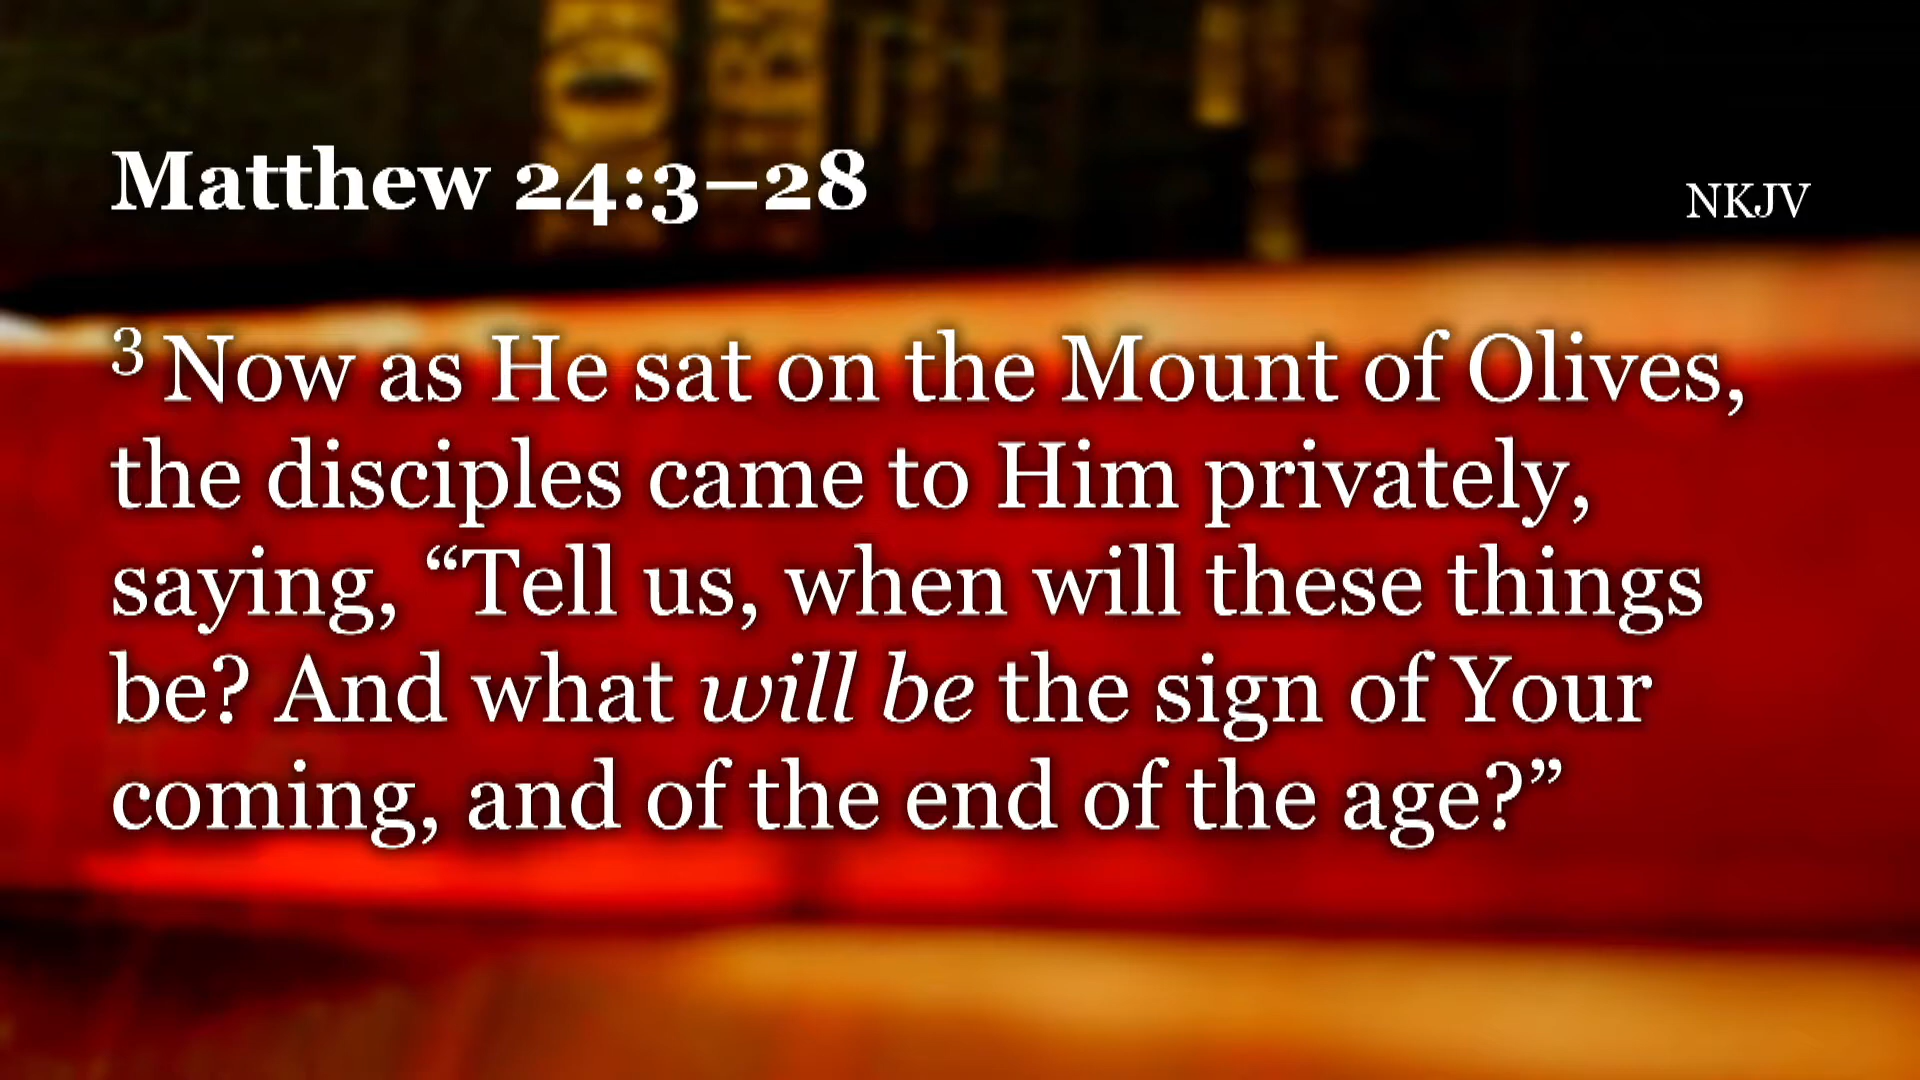 Matthew 24:3–28
NKJV
3 Now as He sat on the Mount of Olives,
the disciples came to Him privately,
saying, “Tell us, when will these things
be? And what will be the sign of Your
coming, and of the end of the age?”